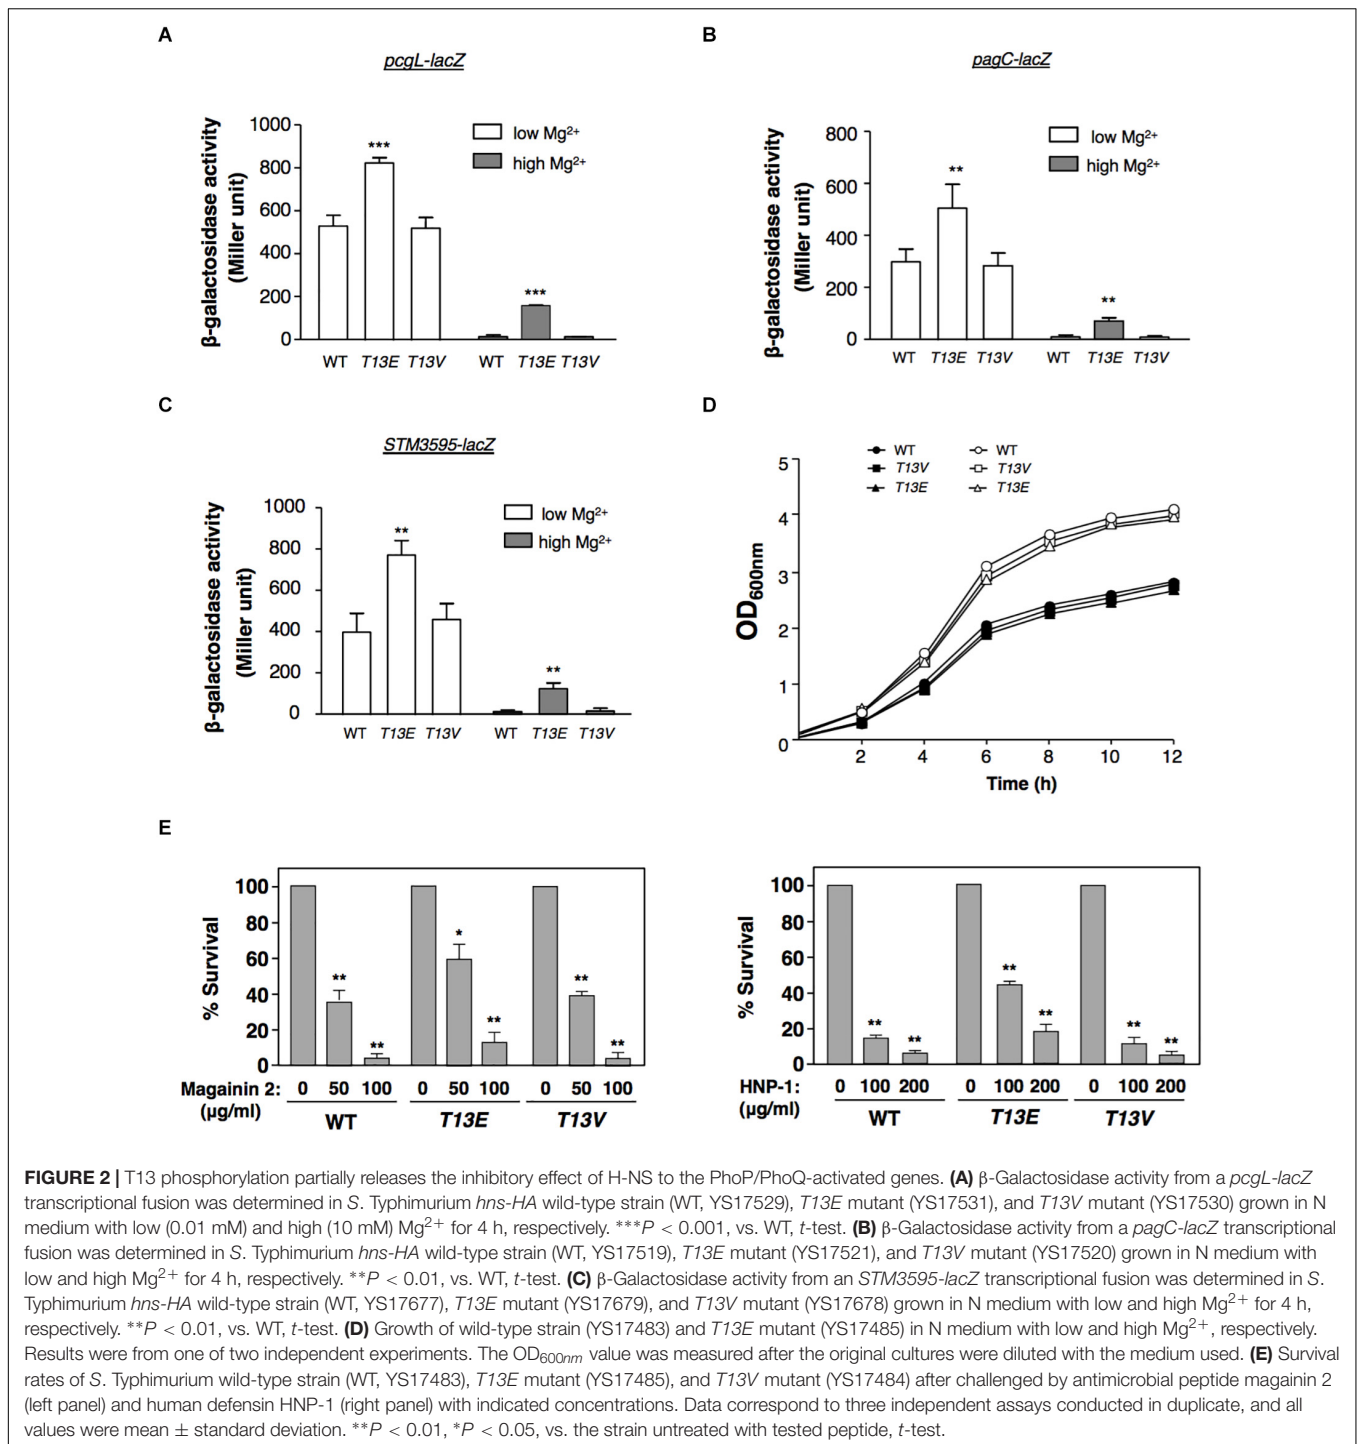 A
pcgL-lacZ
β-galactosidase activity
(Miller unit)
1000
800
600
400
200
0
low Mg²⁺
high Mg²⁺
***
***
WT T13E T13V WT T13E T13V
B
pagC-lacZ
β-galactosidase activity
(Miller unit)
800
600
400
200
0
low Mg²⁺
high Mg²⁺
**
**
WT T13E T13V WT T13E T13V
C
STM3595-lacZ
β-galactosidase activity
(Miller unit)
1000
800
600
400
200
0
low Mg²⁺
high Mg²⁺
**
**
WT T13E T13V WT T13E T13V
D
OD600nm
5
4
3
2
1
0
WT WT
T13V T13V
T13E T13E
2 4 6 8 10 12
Time (h)
E
% Survival
100
80
60
40
20
0
** ** * ** ** **
Magainin 2: 0 50 100 0 50 100 0 50 100
(µg/ml) WT T13E T13V
% Survival
100
80
60
40
20
0
** ** ** ** ** **
HNP-1: 0 100 200 0 100 200 0 100 200
(µg/ml) WT T13E T13V
FIGURE 2 | T13 phosphorylation partially releases the inhibitory effect of H-NS to the PhoP/PhoQ-activated genes. (A) β-Galactosidase activity from a pcgL-lacZ
transcriptional fusion was determined in S. Typhimurium hns-HA wild-type strain (WT, YS17529), T13E mutant (YS17531), and T13V mutant (YS17530) grown in N
medium with low (0.01 mM) and high (10 mM) Mg²⁺ for 4 h, respectively. ***P < 0.001, vs. WT, t-test. (B) β-Galactosidase activity from a pagC-lacZ transcriptional
fusion was determined in S. Typhimurium hns-HA wild-type strain (WT, YS17519), T13E mutant (YS17521), and T13V mutant (YS17520) grown in N medium with
low and high Mg²⁺ for 4 h, respectively. **P < 0.01, vs. WT, t-test. (C) β-Galactosidase activity from an STM3595-lacZ transcriptional fusion was determined in S.
Typhimurium hns-HA wild-type strain (WT, YS17677), T13E mutant (YS17679), and T13V mutant (YS17678) grown in N medium with low and high Mg²⁺ for 4 h,
respectively. **P < 0.01, vs. WT, t-test. (D) Growth of wild-type strain (YS17483) and T13E mutant (YS17485) in N medium with low and high Mg²⁺, respectively.
Results were from one of two independent experiments. The OD600nm value was measured after the original cultures were diluted with the medium used. (E) Survival
rates of S. Typhimurium wild-type strain (WT, YS17483), T13E mutant (YS17485), and T13V mutant (YS17484) after challenged by antimicrobial peptide magainin 2
(left panel) and human defensin HNP-1 (right panel) with indicated concentrations. Data correspond to three independent assays conducted in duplicate, and all
values were mean ± standard deviation. **P < 0.01, *P < 0.05, vs. the strain untreated with tested peptide, t-test.